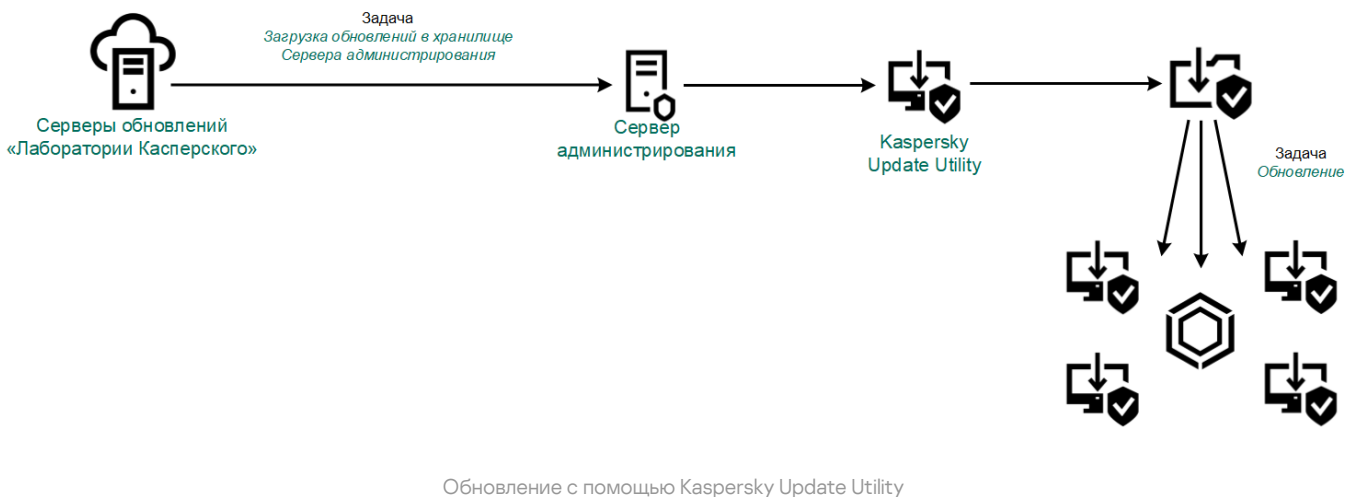 Задача
Загрузка обновлений в хранилище
Сервера администрирования
Серверы обновлений
«Лаборатории Касперского»
Сервер
администрирования
Kaspersky
Update Utility
Задача
Обновление
Обновление с помощью Kaspersky Update Utility